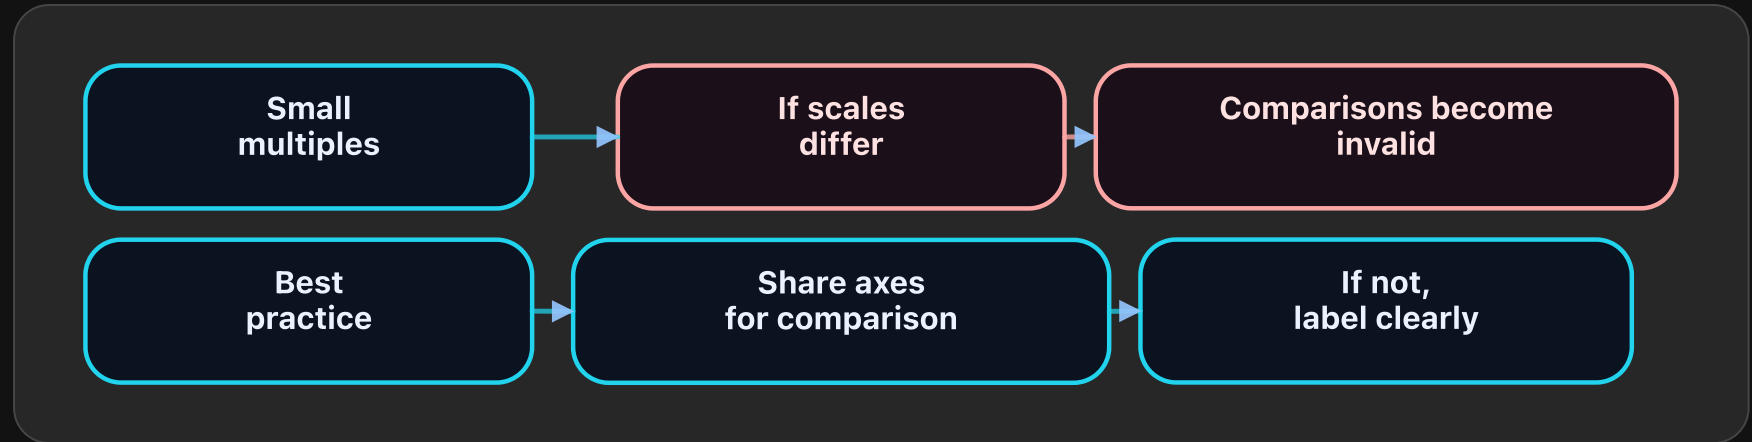 Small
multiples
If scales
differ
Comparisons become
invalid
Best
practice
Share axes
for comparison
If not,
label clearly